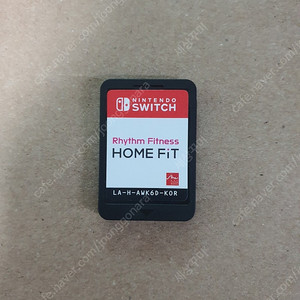 NINTENDO
SWITCH
Rhythm Fitness
HOME FiT
LA-H-AWK6D-KOR